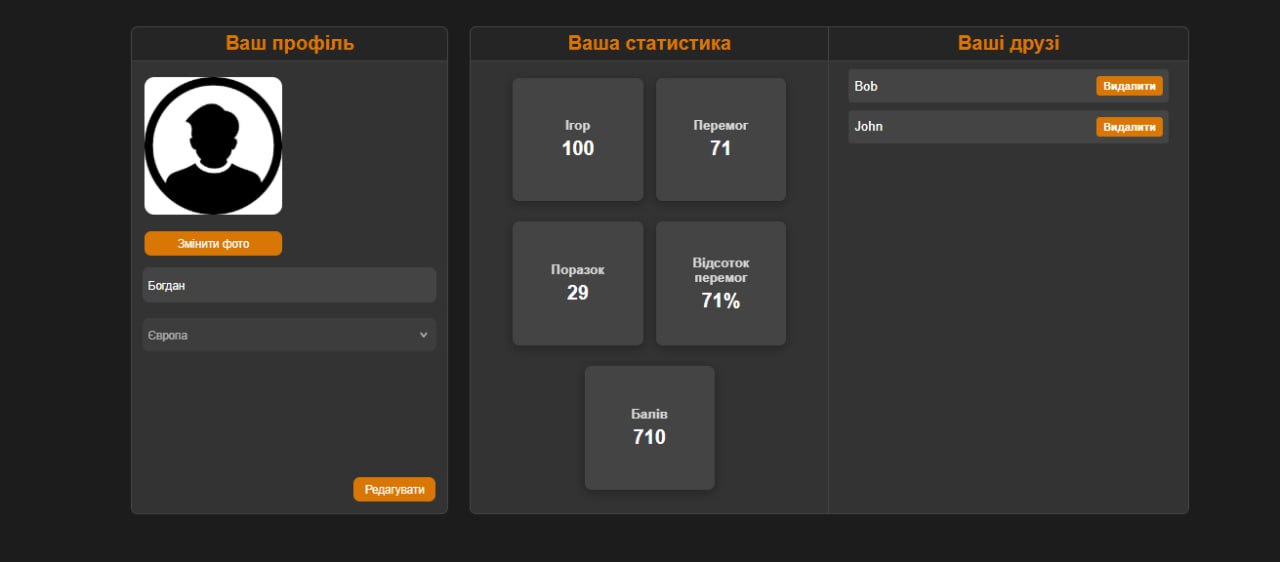 Ваш профіль
Змінити фото
Богдан
Європа
Редагувати
Ваша статистика
Ігор
100
Перемог
71
Поразок
29
Відсоток
перемог
71%
Балів
710
Ваші друзі
Bob
Видалити
John
Видалити